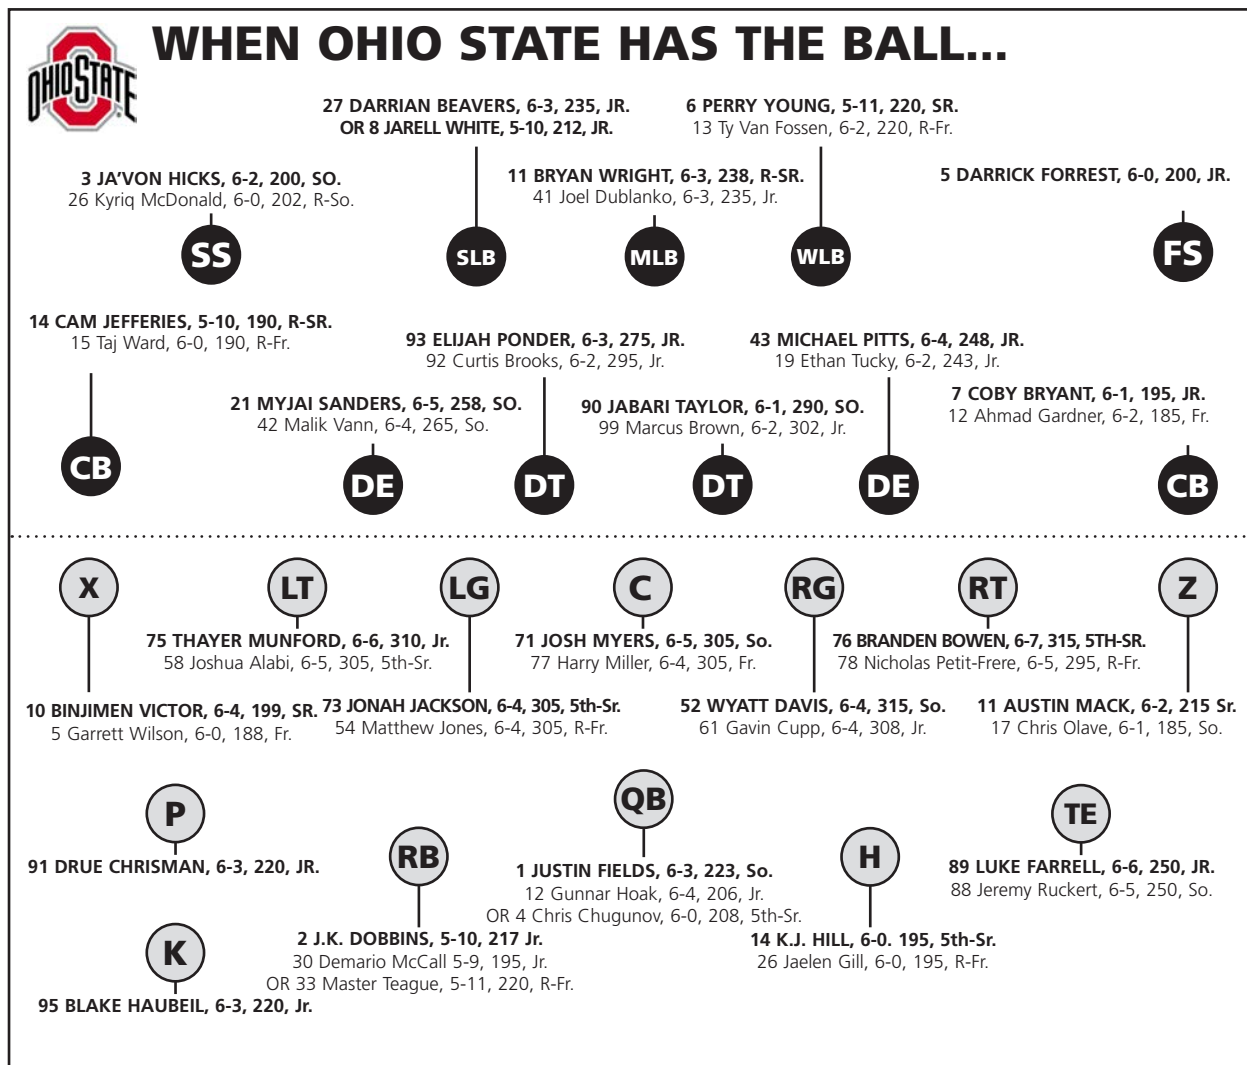 OHIO STATE
WHEN OHIO STATE HAS THE BALL...
27 DARRIAN BEAVERS, 6-3, 235, JR.
OR 8 JARELL WHITE, 5-10, 212, JR.
6 PERRY YOUNG, 5-11, 220, SR.
13 Ty Van Fossen, 6-2, 220, R-Fr.
3 JA’VON HICKS, 6-2, 200, SO.
26 Kyriq McDonald, 6-0, 202, R-So.
11 BRYAN WRIGHT, 6-3, 238, R-SR.
41 Joel Dublanko, 6-3, 235, Jr.
5 DARRICK FORREST, 6-0, 200, JR.
SS
SLB
MLB
WLB
FS
14 CAM JEFFERIES, 5-10, 190, R-SR.
15 Taj Ward, 6-0, 190, R-Fr.
93 ELIJAH PONDER, 6-3, 275, JR.
92 Curtis Brooks, 6-2, 295, Jr.
43 MICHAEL PITTS, 6-4, 248, JR.
19 Ethan Tucky, 6-2, 243, Jr.
21 MYJAI SANDERS, 6-5, 258, SO.
42 Malik Vann, 6-4, 265, So.
90 JABARI TAYLOR, 6-1, 290, SO.
99 Marcus Brown, 6-2, 302, Jr.
7 COBY BRYANT, 6-1, 195, JR.
12 Ahmad Gardner, 6-2, 185, Fr.
CB
DE
DT
DT
DE
CB
X
LT
LG
C
RG
RT
Z
75 THAYER MUNFORD, 6-6, 310, Jr.
58 Joshua Alabi, 6-5, 305, 5th-Sr.
71 JOSH MYERS, 6-5, 305, So.
77 Harry Miller, 6-4, 305, Fr.
76 BRANDEN BOWEN, 6-7, 315, 5TH-SR.
78 Nicholas Petit-Frere, 6-5, 295, R-Fr.
10 BINJIMEN VICTOR, 6-4, 199, SR.
5 Garrett Wilson, 6-0, 188, Fr.
73 JONAH JACKSON, 6-4, 305, 5th-Sr.
54 Matthew Jones, 6-4, 305, R-Fr.
52 WYATT DAVIS, 6-4, 315, So.
61 Gavin Cupp, 6-4, 308, Jr.
11 AUSTIN MACK, 6-2, 215 Sr.
17 Chris Olave, 6-1, 185, So.
P
91 DRUE CHRISMAN, 6-3, 220, JR.
QB
1 JUSTIN FIELDS, 6-3, 223, So.
12 Gunnar Hoak, 6-4, 206, Jr.
OR 4 Chris Chugunov, 6-0, 208, 5th-Sr.
TE
89 LUKE FARRELL, 6-6, 250, JR.
88 Jeremy Ruckert, 6-5, 250, So.
RB
2 J.K. DOBBINS, 5-10, 217 Jr.
30 Demario McCall 5-9, 195, Jr.
OR 33 Master Teague, 5-11, 220, R-Fr.
H
14 K.J. HILL, 6-0. 195, 5th-Sr.
26 Jaelen Gill, 6-0, 195, R-Fr.
K
95 BLAKE HAUBEIL, 6-3, 220, Jr.